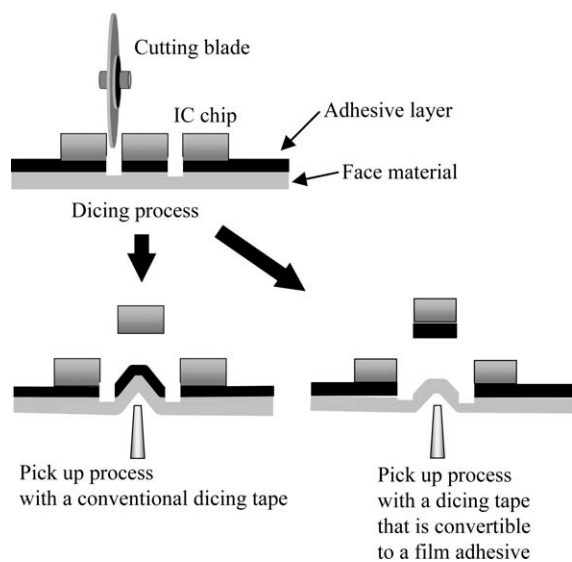 Cutting blade
IC chip
Adhesive layer
Face material
Dicing process
Pick up process
with a conventional dicing tape
Pick up process
with a dicing tape
that is convertible
to a film adhesive